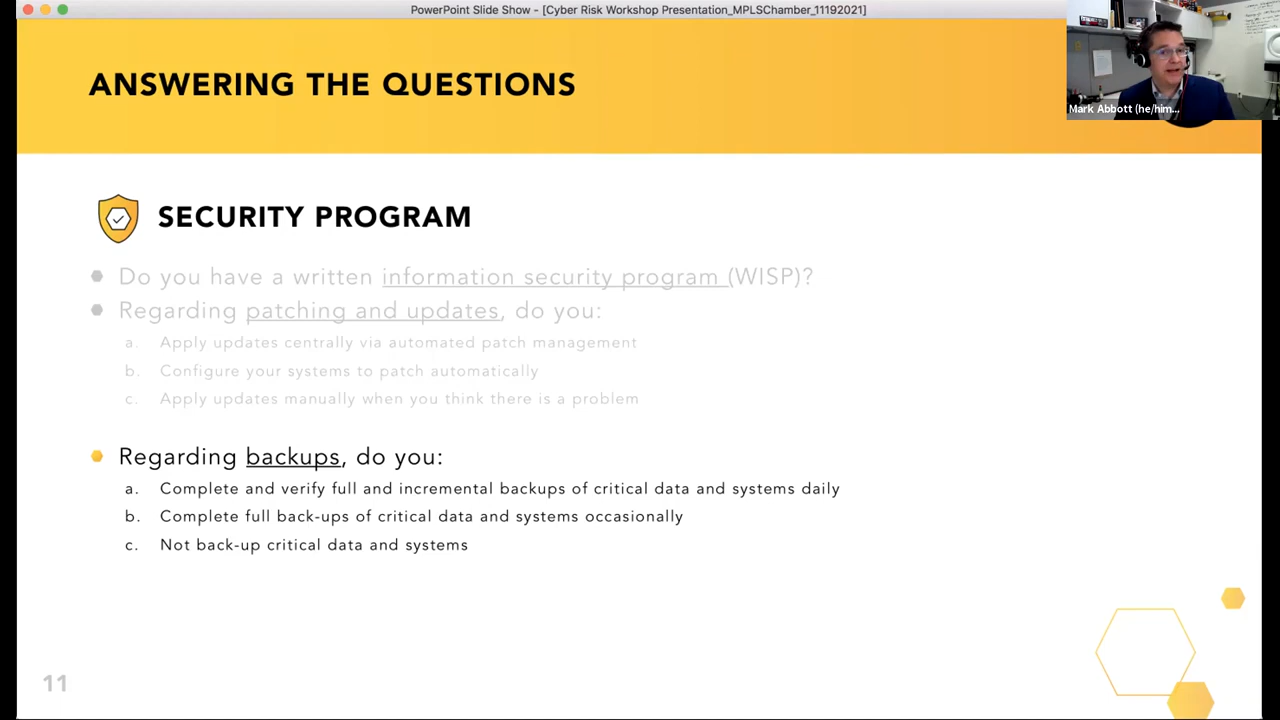 PowerPoint Slide Show - [Cyber Risk Workshop Presentation_MPLSChamber_11192021]
ANSWERING THE QUESTIONS
Mark Abbott (he/him...
SECURITY PROGRAM
Do you have a written information security program (WISP)?
Regarding patching and updates, do you:
a. Apply updates centrally via automated patch management
b. Configure your systems to patch automatically
c. Apply updates manually when you think there is a problem
Regarding backups, do you:
a. Complete and verify full and incremental backups of critical data and systems daily
b. Complete full back-ups of critical data and systems occasionally
c. Not back-up critical data and systems
11